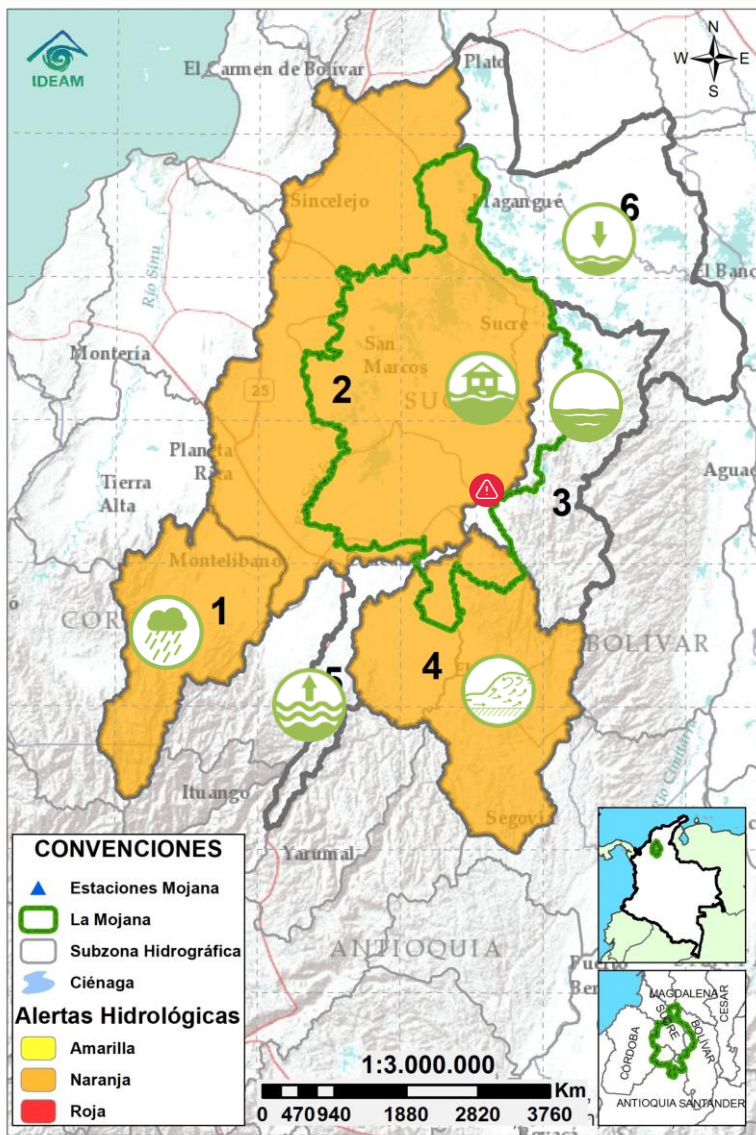 IDEAM
El Carmen de Bolívar
Plato
N
W E
S
Sincelejo
Magangué
6
El Banco
Río Sinú
Sucre
Montería
San
Marcos
2
SUCRE
25
Planeta
Rica
Tierra
Alta
3
Montelíbano
1
BOLIVAR
4
5
Ituango
Segovia
Río Cimitarra
Yarumal
ANTIOQUIA
CONVENCIONES
Estaciones Mojana
La Mojana
Subzona Hidrográfica
Ciénaga
Alertas Hidrológicas
Amarilla
Naranja
Roja
1:3.000.000
Km
0 470 940 1880 2820 3760
MAGDALENA
CESAR
SUCRE
BOLÍVAR
CÓRDOBA
ANTIOQUIA
SANTANDER